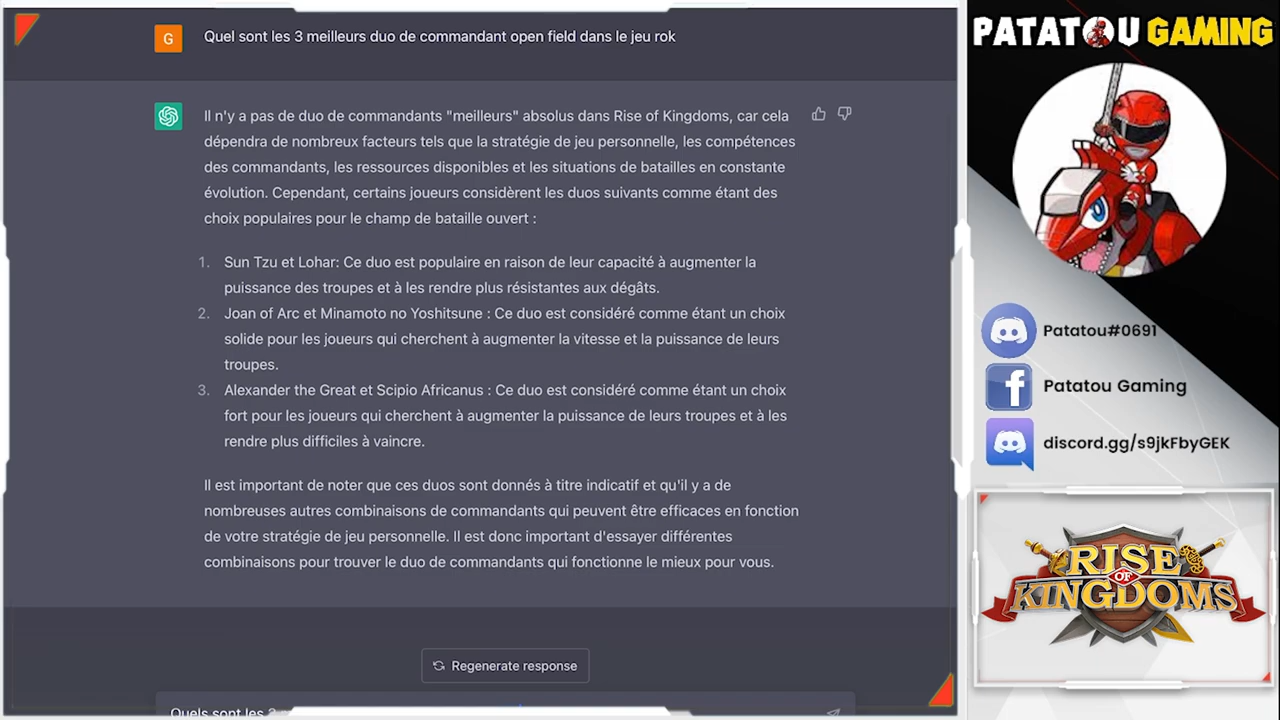 G
Quel sont les 3 meilleurs duo de commandant open field dans le jeu rok
Il n'y a pas de duo de commandants "meilleurs" absolus dans Rise of Kingdoms, car cela
dépendra de nombreux facteurs tels que la stratégie de jeu personnelle, les compétences
des commandants, les ressources disponibles et les situations de batailles en constante
évolution. Cependant, certains joueurs considèrent les duos suivants comme étant des
choix populaires pour le champ de bataille ouvert :
1. Sun Tzu et Lohar: Ce duo est populaire en raison de leur capacité à augmenter la
puissance des troupes et à les rendre plus résistantes aux dégâts.
2. Joan of Arc et Minamoto no Yoshitsune : Ce duo est considéré comme étant un choix
solide pour les joueurs qui cherchent à augmenter la vitesse et la puissance de leurs
troupes.
3. Alexander the Great et Scipio Africanus : Ce duo est considéré comme étant un choix
fort pour les joueurs qui cherchent à augmenter la puissance de leurs troupes et à les
rendre plus difficiles à vaincre.
Il est important de noter que ces duos sont donnés à titre indicatif et qu'il y a de
nombreuses autres combinaisons de commandants qui peuvent être efficaces en fonction
de votre stratégie de jeu personnelle. Il est donc important d'essayer différentes
combinaisons pour trouver le duo de commandants qui fonctionne le mieux pour vous.
Regenerate response
Quels sont les
PATATOU GAMING
Patatou#0691
Patatou Gaming
discord.gg/s9jkFbyGEK
RISE
OF
KINGDOMS